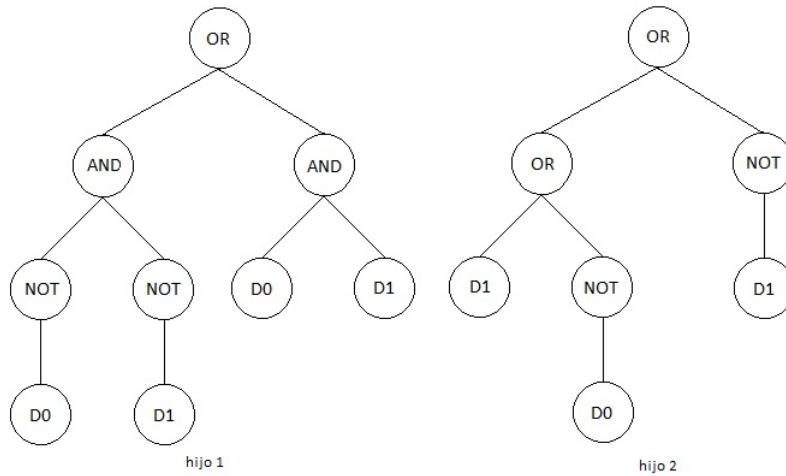 OR
AND
AND
NOT
NOT
D0
D1
D0
D1
hijo 1
OR
OR
NOT
D1
NOT
D1
D0
hijo 2